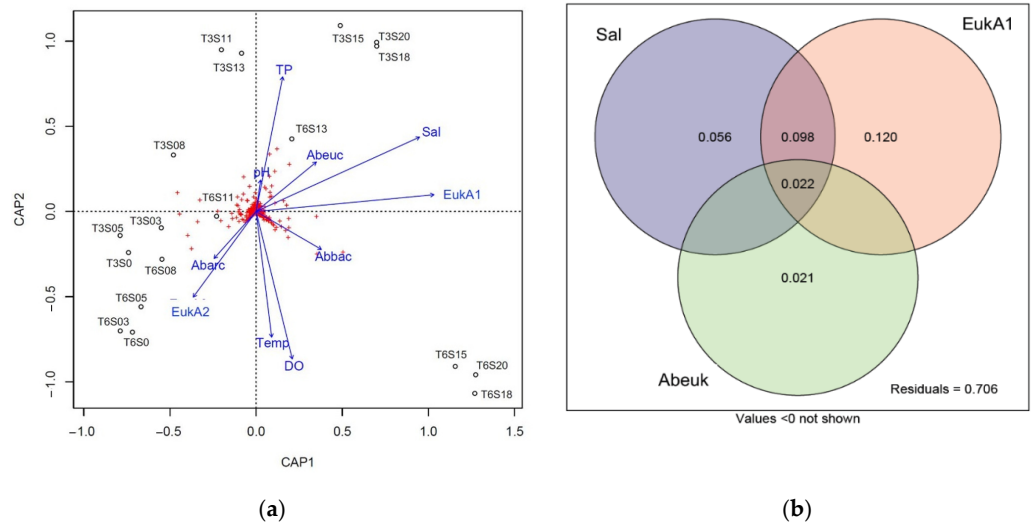 T3S11
T3S13
T3S15
T3S20
T3S18
TP
T6S13
Sal
Abeuc
T3S08
pH
EukA1
T6S11
T3S03
T3S05
Abbac
T3S0
T6S08
Abarc
EukA2
T6S05
T6S03
T6S0
Temp
DO
T6S15
T6S20
T6S18
1.0
0.5
0.0
−0.5
−1.0
CAP2
−1.0 −0.5 0.0 0.5 1.0 1.5
CAP1
(a)
Sal
EukA1
0.056
0.098
0.120
0.022
0.021
Abeuk
Residuals = 0.706
Values <0 not shown
(b)